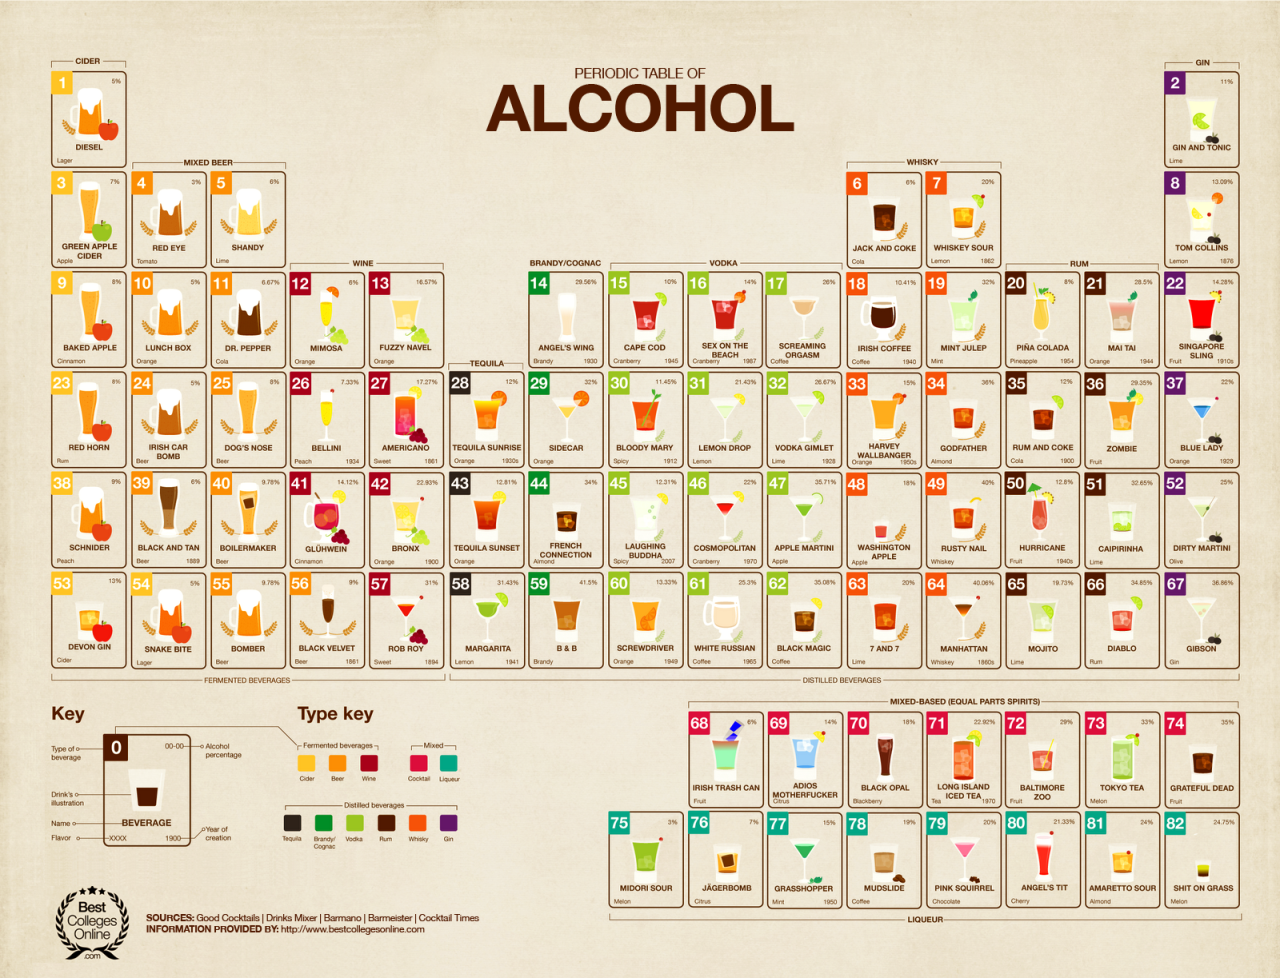 PERIODIC TABLE OF
ALCOHOL
CIDER
GIN
1 5%
DIESEL
Lager
2 11%
GIN AND TONIC
Lime
MIXED BEER
WHISKY
3 7%
GREEN APPLE
CIDER
Apple
4 3%
RED EYE
Tomato
5 6%
SHANDY
Lime
6 6%
JACK AND COKE
Cola
7 20%
WHISKEY SOUR
Lemon 1862
8 13.09%
TOM COLLINS
Lemon 1876
WINE
BRANDY/COGNAC
VODKA
RUM
9 8%
BAKED APPLE
Cinnamon
10 5%
LUNCH BOX
Orange
11 6.67%
DR. PEPPER
Cola
12 6%
MIMOSA
Orange
13 16.57%
FUZZY NAVEL
Orange
14 29.56%
ANGEL'S WING
Brandy 1930
15 10%
CAPE COD
Cranberry 1945
16 14%
SEX ON THE
BEACH
Cranberry 1987
17 26%
SCREAMING
ORGASM
Coffee
18 10.41%
IRISH COFFEE
Coffee 1940
19 32%
MINT JULEP
Mint
20 8%
PIÑA COLADA
Pineapple 1954
21 28.5%
MAI TAI
Orange 1944
22 14.28%
SINGAPORE
SLING
Fruit 1910s
TEQUILA
23 8%
RED HORN
Rum
24 5%
IRISH CAR
BOMB
Beer
25 8%
DOG'S NOSE
Beer
26 7.33%
BELLINI
Peach 1934
27 17.27%
AMERICANO
Sweet 1861
28 12%
TEQUILA SUNRISE
Orange 1930s
29 32%
SIDECAR
Orange
30 11.45%
BLOODY MARY
Spicy 1912
31 21.43%
LEMON DROP
Lemon
32 26.67%
VODKA GIMLET
Lime 1928
33 15%
HARVEY
WALLBANGER
Orange 1950s
34 36%
GODFATHER
Almond
35 12%
RUM AND COKE
Cola 1900
36 29.35%
ZOMBIE
Fruit
37 22%
BLUE LADY
Orange 1929
38 9%
SCHNIDER
Peach
39 6%
BLACK AND TAN
Beer 1889
40 9.78%
BOILERMAKER
Beer
41 14.12%
GLÜHWEIN
Cinnamon
42 22.93%
BRONX
Orange 1900
43 12.81%
TEQUILA SUNSET
Orange
44 34%
FRENCH
CONNECTION
Almond
45 12.31%
LAUGHING
BUDDHA
Spicy 2007
46 22%
COSMOPOLITAN
Cranberry 1970
47 35.71%
APPLE MARTINI
Apple
48 18%
WASHINGTON
APPLE
Apple
49 40%
RUSTY NAIL
Whiskey
50 12.8%
HURRICANE
Fruit 1940s
51 32.65%
CAIPIRINHA
Lime
52 25%
DIRTY MARTINI
Olive
53 13%
DEVON GIN
Cider
54 5%
SNAKE BITE
Lager
55 9.78%
BOMBER
Beer
56 9%
BLACK VELVET
Beer 1861
57 31%
ROB ROY
Sweet 1894
58 31.43%
MARGARITA
Lemon 1941
59 41.5%
B & B
Brandy
60 13.33%
SCREWDRIVER
Orange 1949
61 25.3%
WHITE RUSSIAN
Coffee 1965
62 35.08%
BLACK MAGIC
Coffee
63 20%
7 AND 7
Lime
64 40.06%
MANHATTAN
Whiskey 1860s
65 19.73%
MOJITO
Lime
66 34.65%
DIABLO
Rum
67 36.86%
GIBSON
Gin
FERMENTED BEVERAGES
DISTILLED BEVERAGES
MIXED-BASED (EQUAL PARTS SPIRITS)
68 6%
IRISH TRASH CAN
Fruit
69 14%
ADIOS
MOTHERFUCKER
Citrus
70 18%
BLACK OPAL
Blackberry
71 22.92%
LONG ISLAND
ICED TEA
Tea 1970
72 29%
BALTIMORE
ZOO
Fruit
73 33%
TOKYO TEA
Melon
74 35%
GRATEFUL DEAD
Fruit
75 3%
MIDORI SOUR
Melon
76 7%
JÄGERBOMB
Citrus
77 15%
GRASSHOPPER
Mint 1950
78 19%
MUDSLIDE
Coffee
79 20%
PINK SQUIRREL
Chocolate
80 21.33%
ANGEL'S TIT
Cherry
81 24%
AMARETTO SOUR
Almond
82 24.75%
SHIT ON GRASS
Melon
LIQUEUR
Key
Type of
beverage
0
00-00
Alcohol
percentage
Drink's
illustration
Name
BEVERAGE
Flavor
XXXX
1900
Year of
creation
Type key
Fermented beverages
Cider
Beer
Wine
Mixed
Cocktail
Liqueur
Distilled beverages
Tequila
Brandy/
Cognac
Vodka
Rum
Whisky
Gin
Best
Colleges
Online
.com
SOURCES: Good Cocktails | Drinks Mixer | Barmano | Barmeister | Cocktail Times
INFORMATION PROVIDED BY: http://www.bestcollegesonline.com